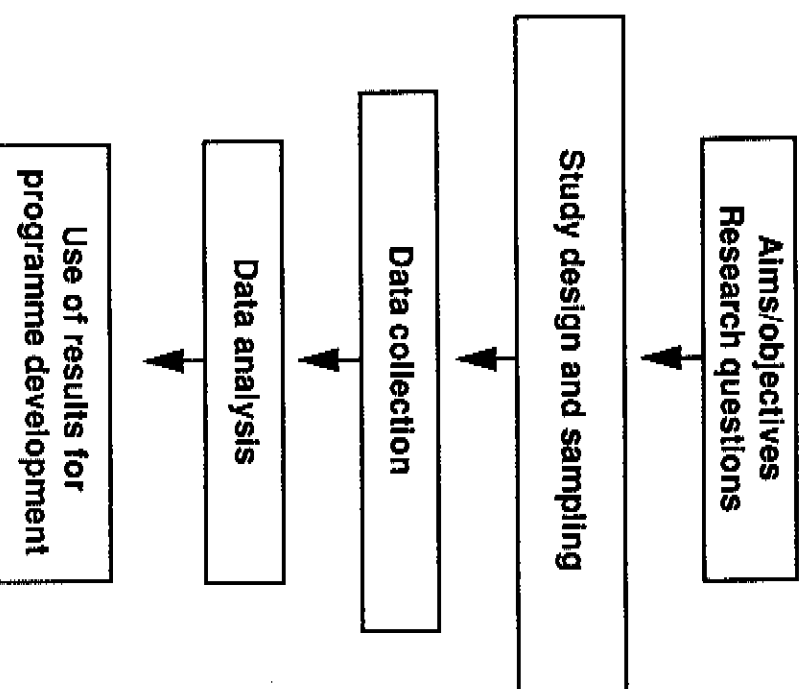 Aims/objectives
Research questions
Study design and sampling
Data collection
Data analysis
Use of results for
programme development